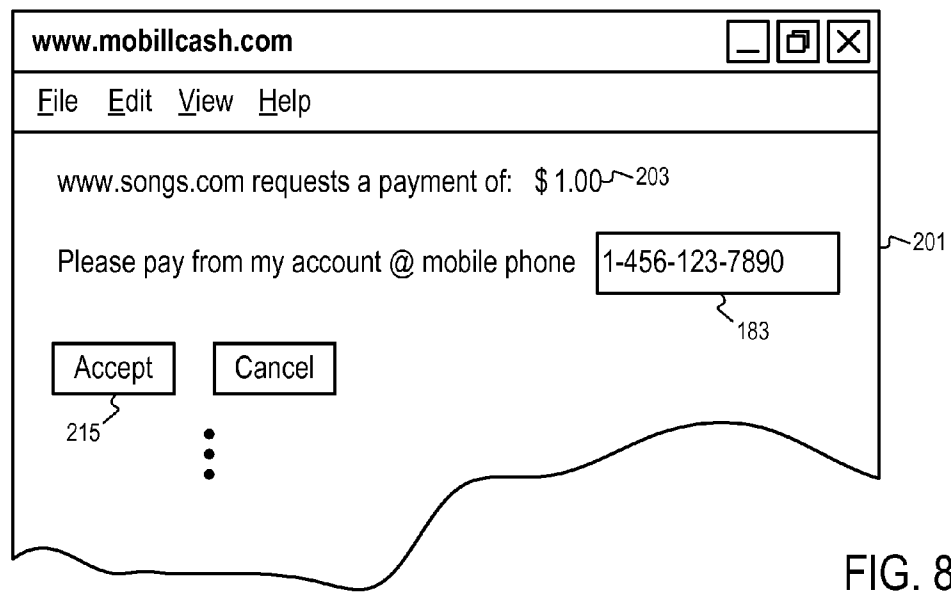 www.mobillcash.com
File Edit View Help
www.songs.com requests a payment of: $ 1.00 203
201
Please pay from my account @ mobile phone 1-456-123-7890
183
Accept Cancel
215
FIG. 8